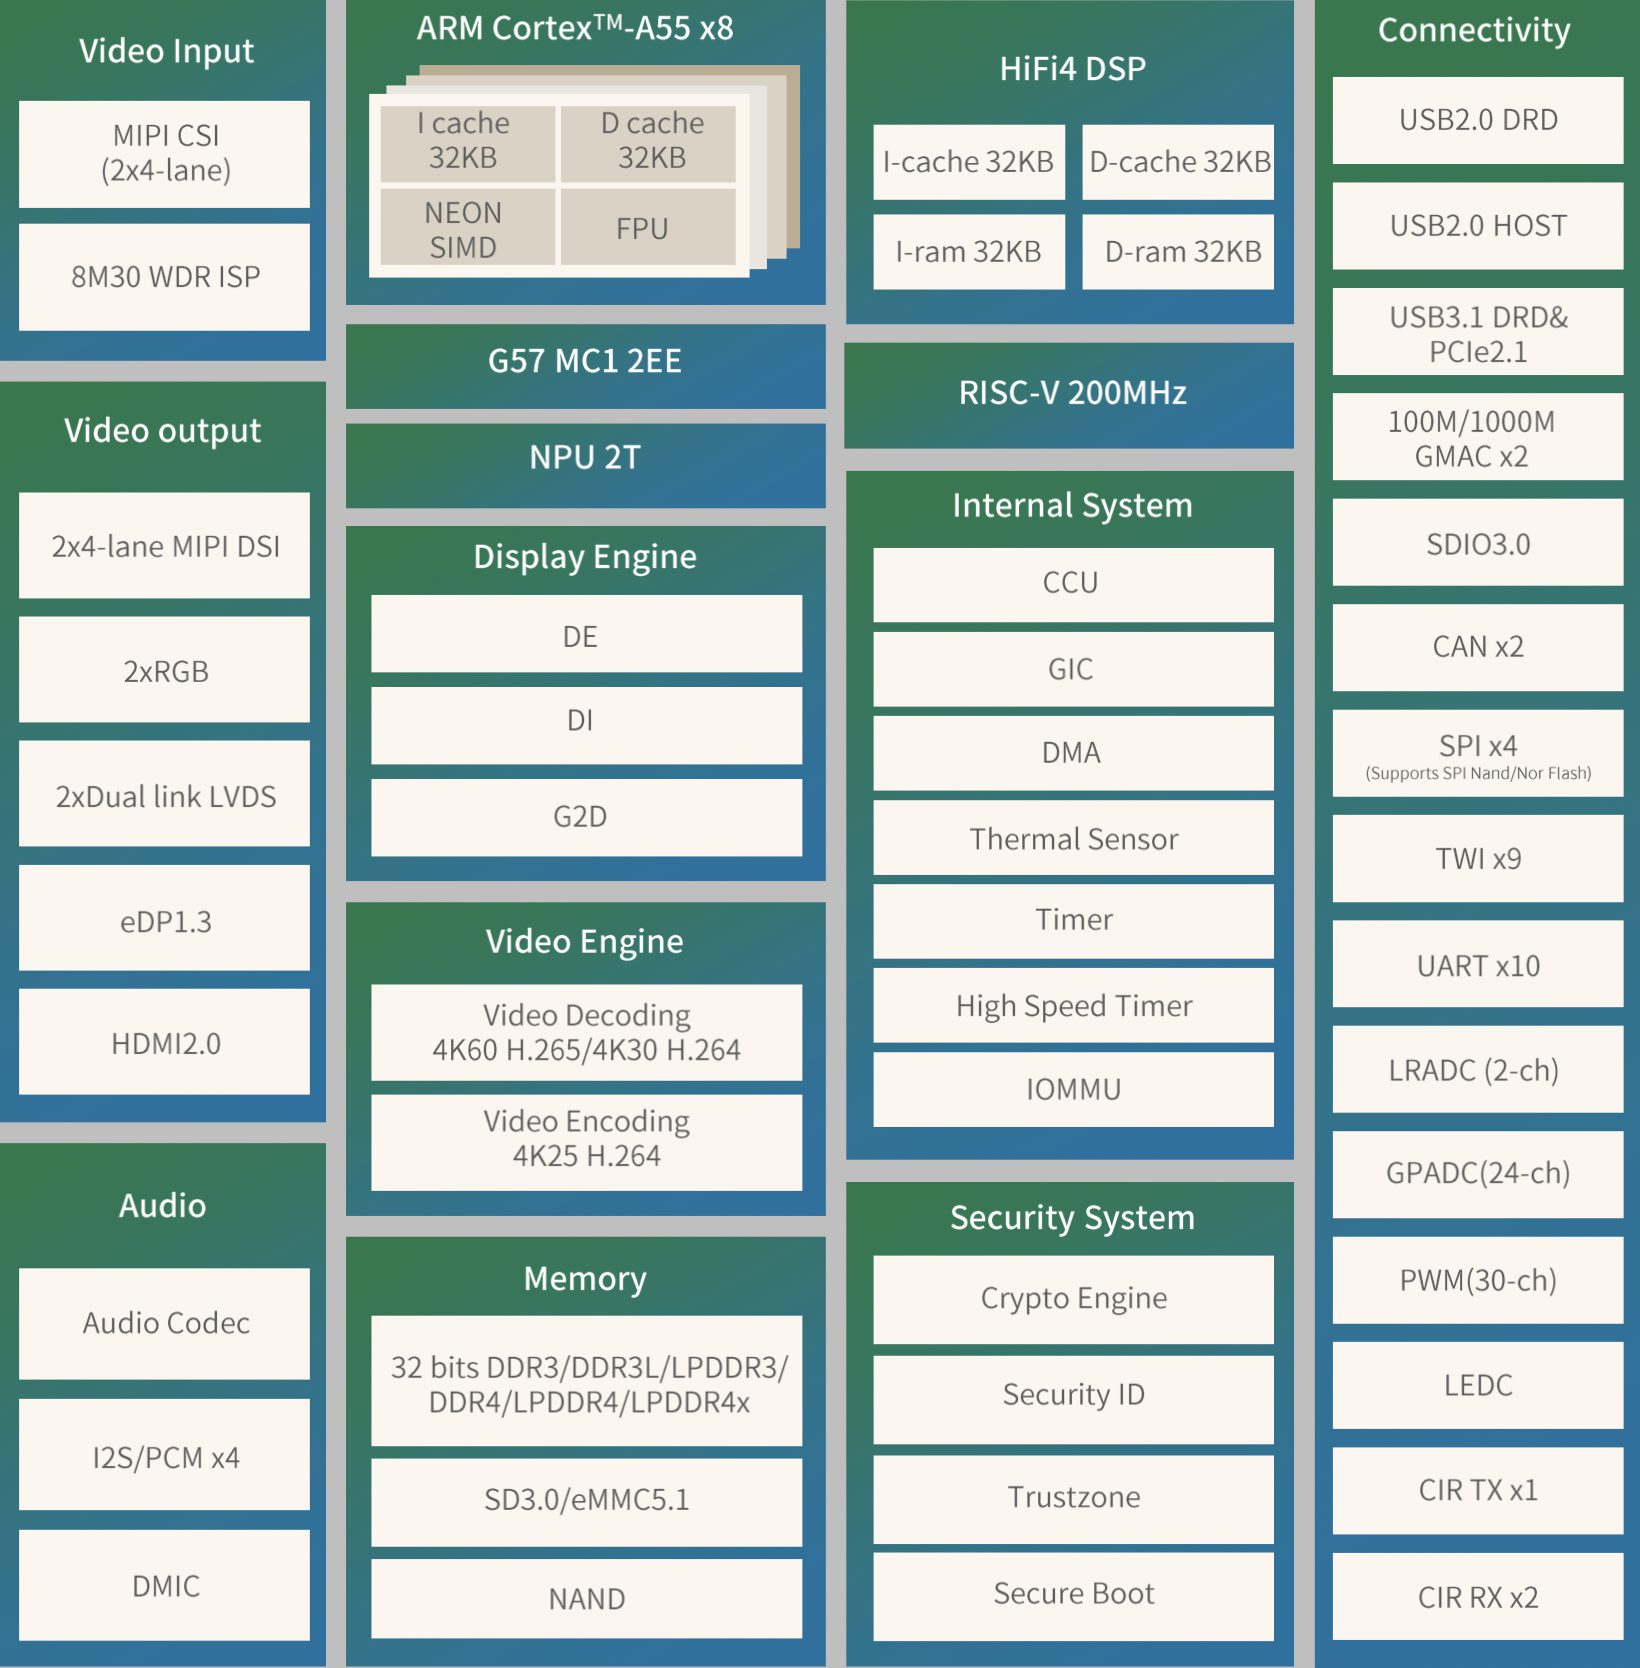 Video Input
MIPI CSI
(2x4-lane)
8M30 WDR ISP
Video output
2x4-lane MIPI DSI
2xRGB
2xDual link LVDS
eDP1.3
HDMI2.0
Audio
Audio Codec
I2S/PCM x4
DMIC
ARM Cortex™-A55 x8
I cache
32KB
D cache
32KB
NEON
SIMD
FPU
G57 MC1 2EE
NPU 2T
Display Engine
DE
DI
G2D
Video Engine
Video Decoding
4K60 H.265/4K30 H.264
Video Encoding
4K25 H.264
Memory
32 bits DDR3/DDR3L/LPDDR3/
DDR4/LPDDR4/LPDDR4x
SD3.0/eMMC5.1
NAND
HiFi4 DSP
I-cache 32KB
D-cache 32KB
I-ram 32KB
D-ram 32KB
RISC-V 200MHz
Internal System
CCU
GIC
DMA
Thermal Sensor
Timer
High Speed Timer
IOMMU
Security System
Crypto Engine
Security ID
Trustzone
Secure Boot
Connectivity
USB2.0 DRD
USB2.0 HOST
USB3.1 DRD&
PCIe2.1
100M/1000M
GMAC x2
SDIO3.0
CAN x2
SPI x4
(Supports SPI Nand/Nor Flash)
TWI x9
UART x10
LRADC (2-ch)
GPADC(24-ch)
PWM(30-ch)
LEDC
CIR TX x1
CIR RX x2